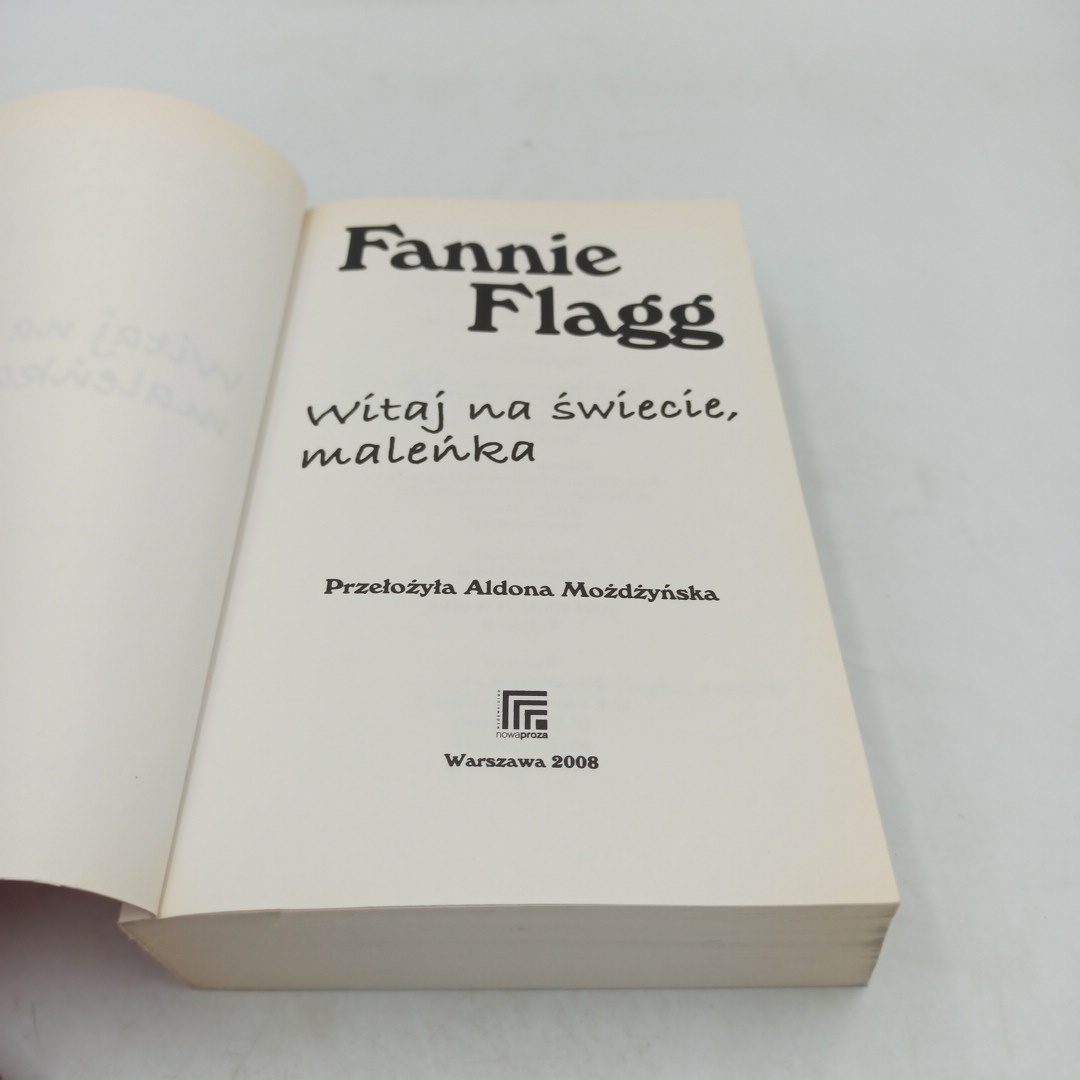 Fannie
Flagg
Witaj na świecie,
maleńka
Przełożyła Aldona Możdżyńska
nowaproza
Warszawa 2008